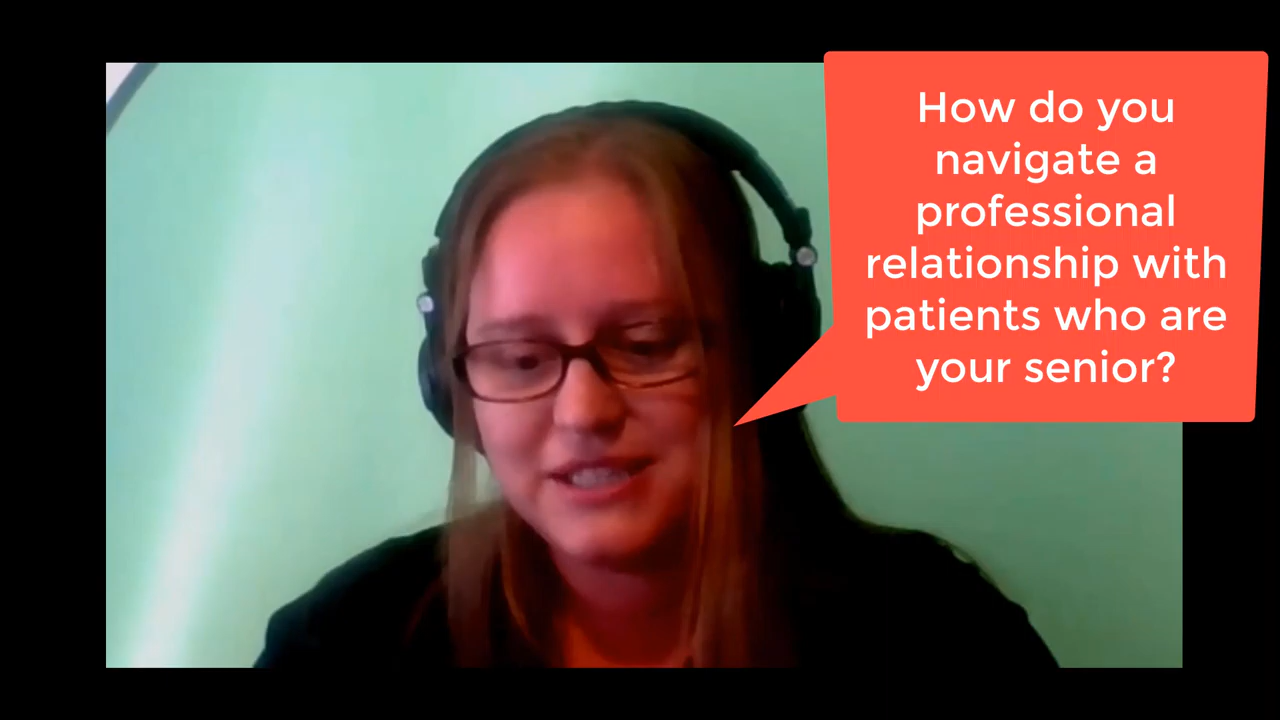 How do you
navigate a
professional
relationship with
patients who are
your senior?